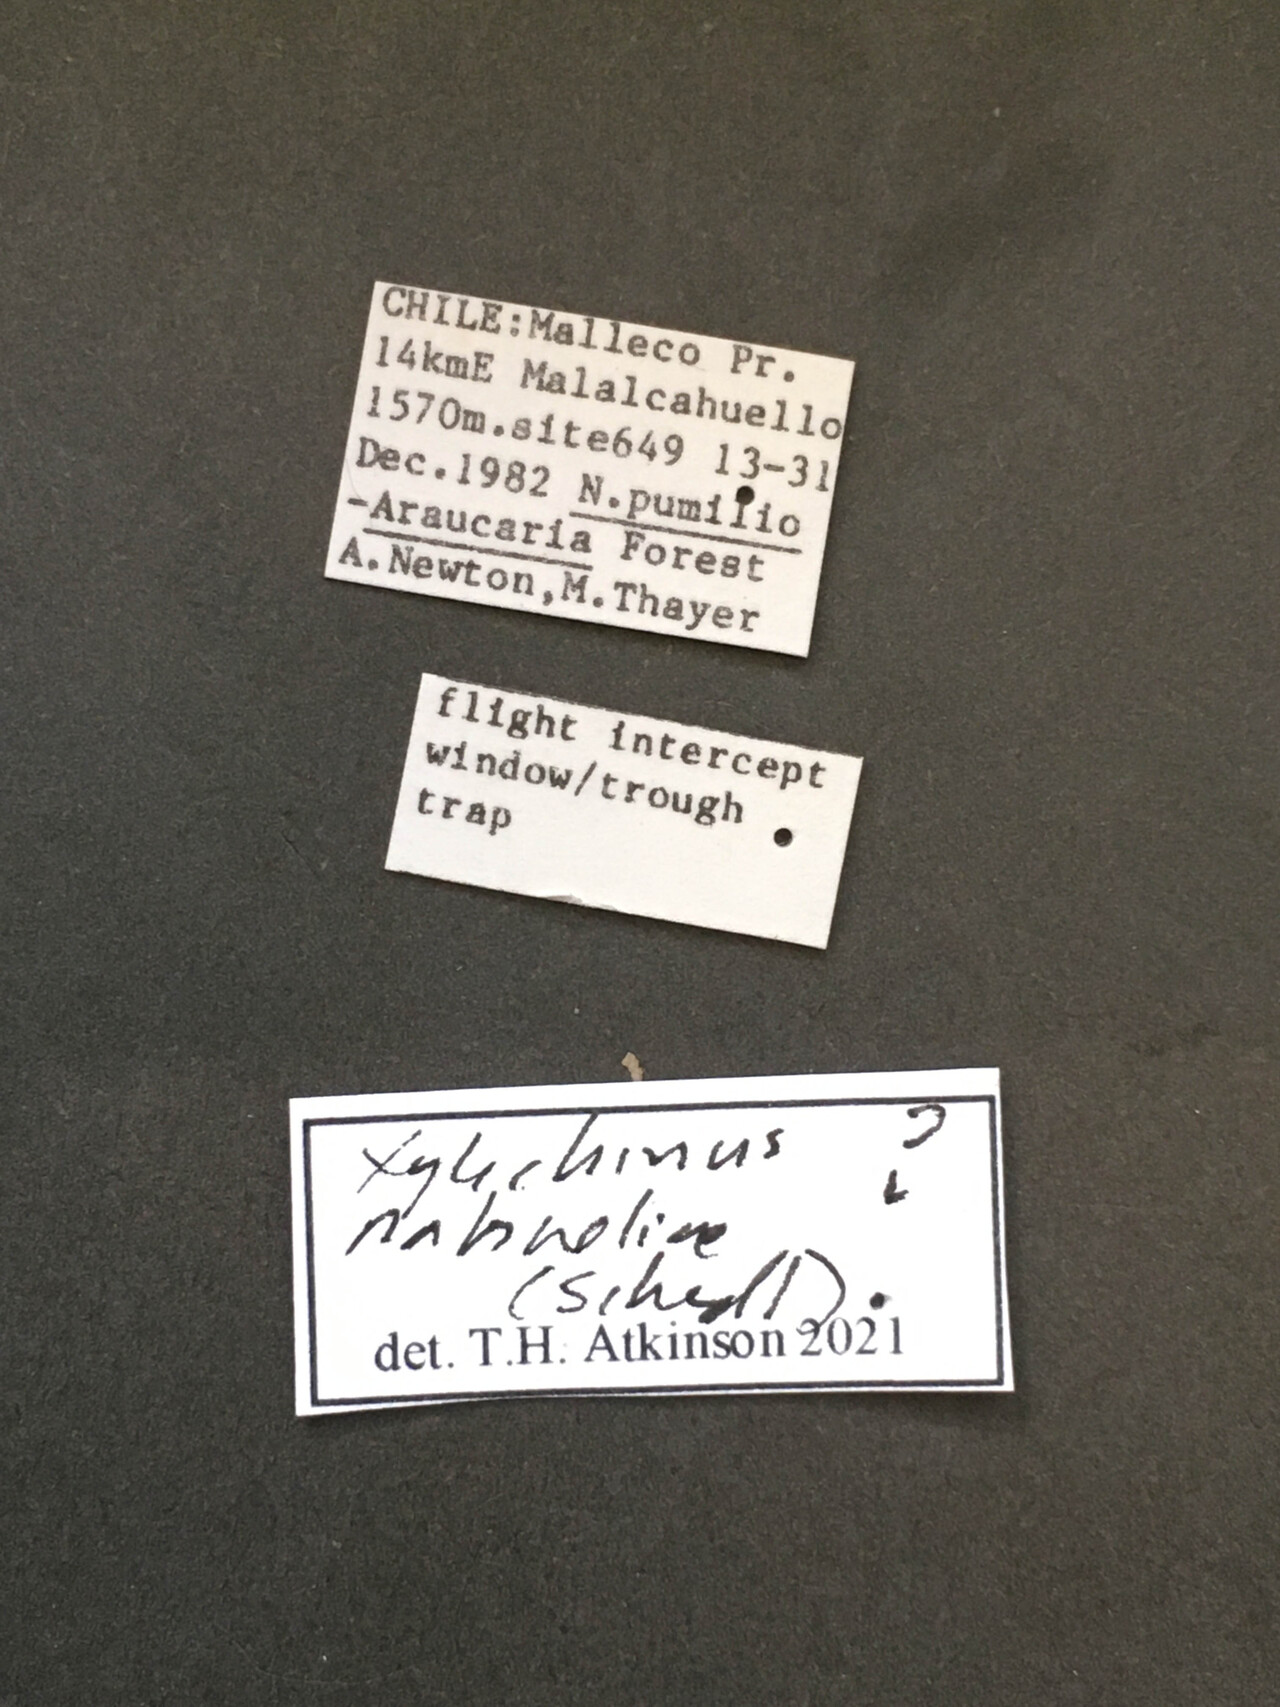 CHILE:Malleco Pr.
14kmE Malalcahuello
1570m.site649 13-31
Dec.1982 N.pumilio
-Araucaria Forest
A.Newton,M.Thayer
flight intercept
window/trough
trap
Xylechinus ?
(Schedl)
det. T.H. Atkinson 2021